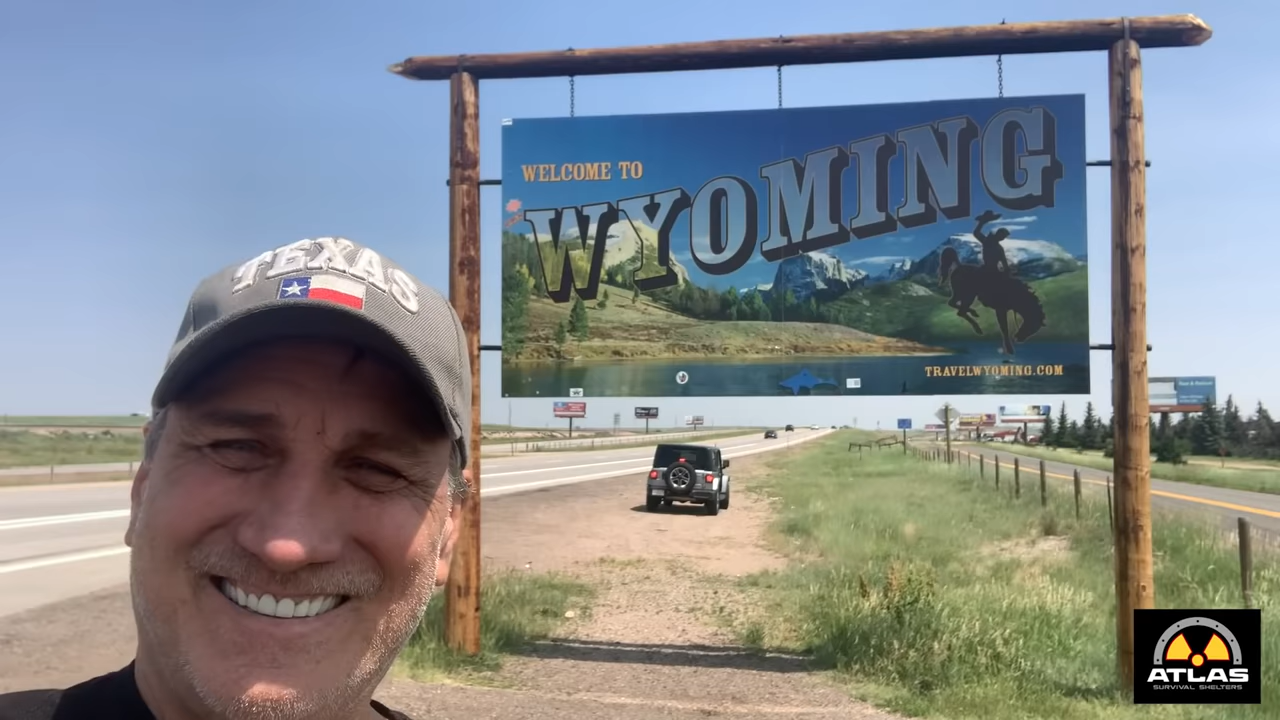 WELCOME TO
WYOMING
TRAVELWYOMING.COM
TEXAS
ATLAS
SURVIVAL SHELTERS